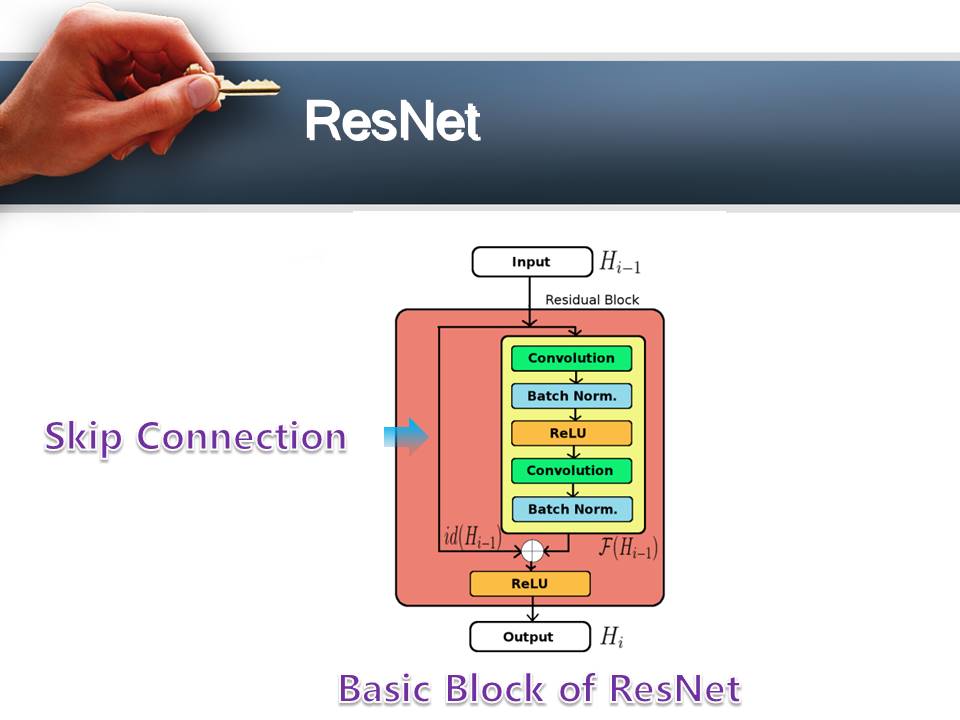 ResNet
Input H_{i-1}
Residual Block
Convolution
Batch Norm.
ReLU
Skip Connection
Convolution
Batch Norm.
id(H_{i-1})
F(H_{i-1})
ReLU
Output H_i
Basic Block of ResNet